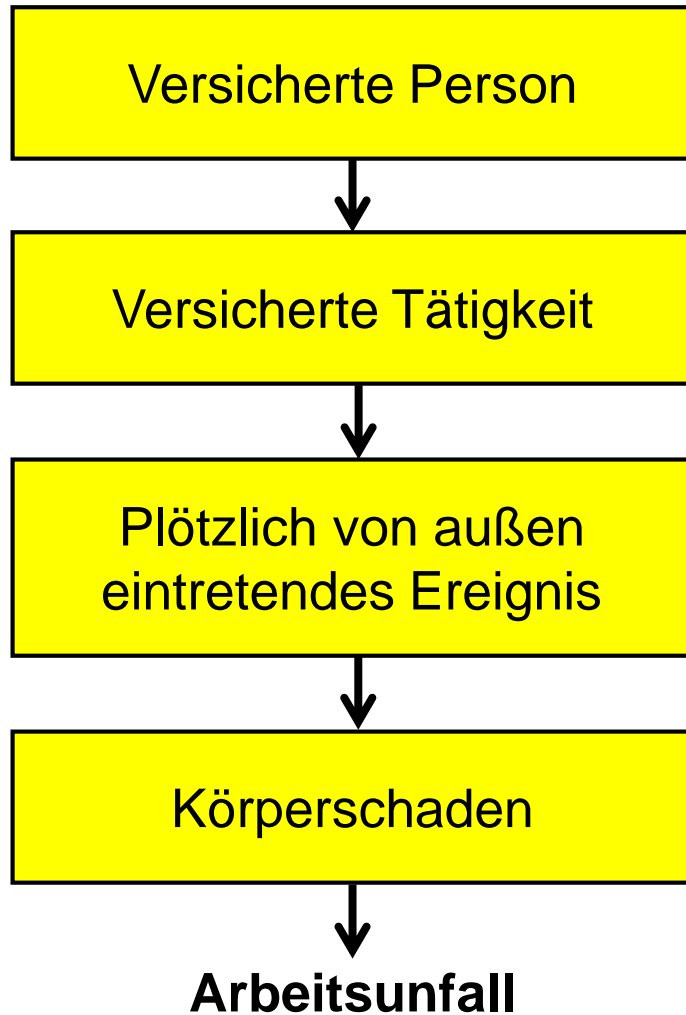 Versicherte Person
Versicherte Tätigkeit
Plötzlich von außen
eintretendes Ereignis
Körperschaden
Arbeitsunfall